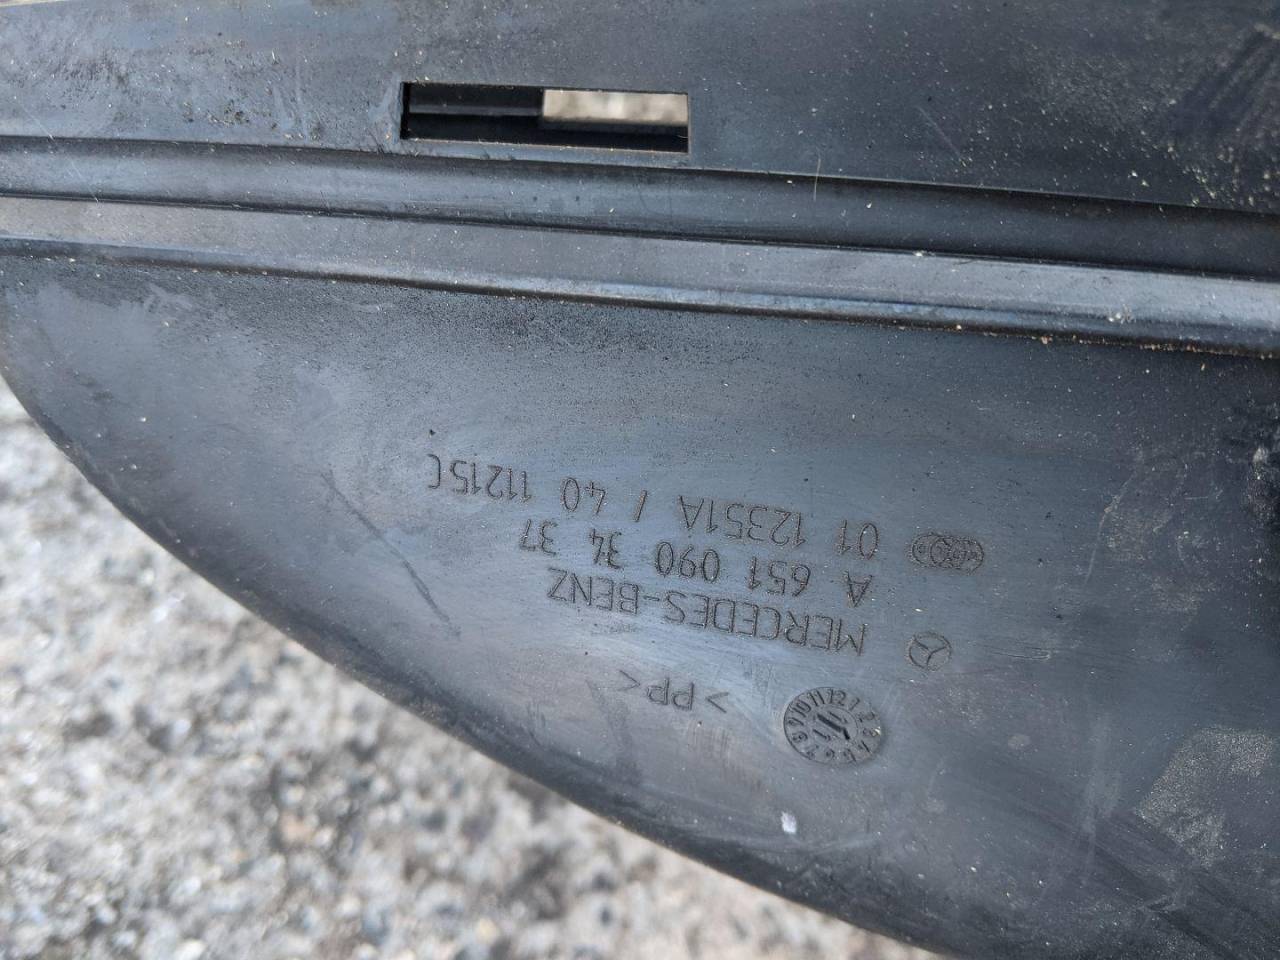 >PP<
MERCEDES-BENZ
A 651 090 34 37
01 12351A / 40 11215C